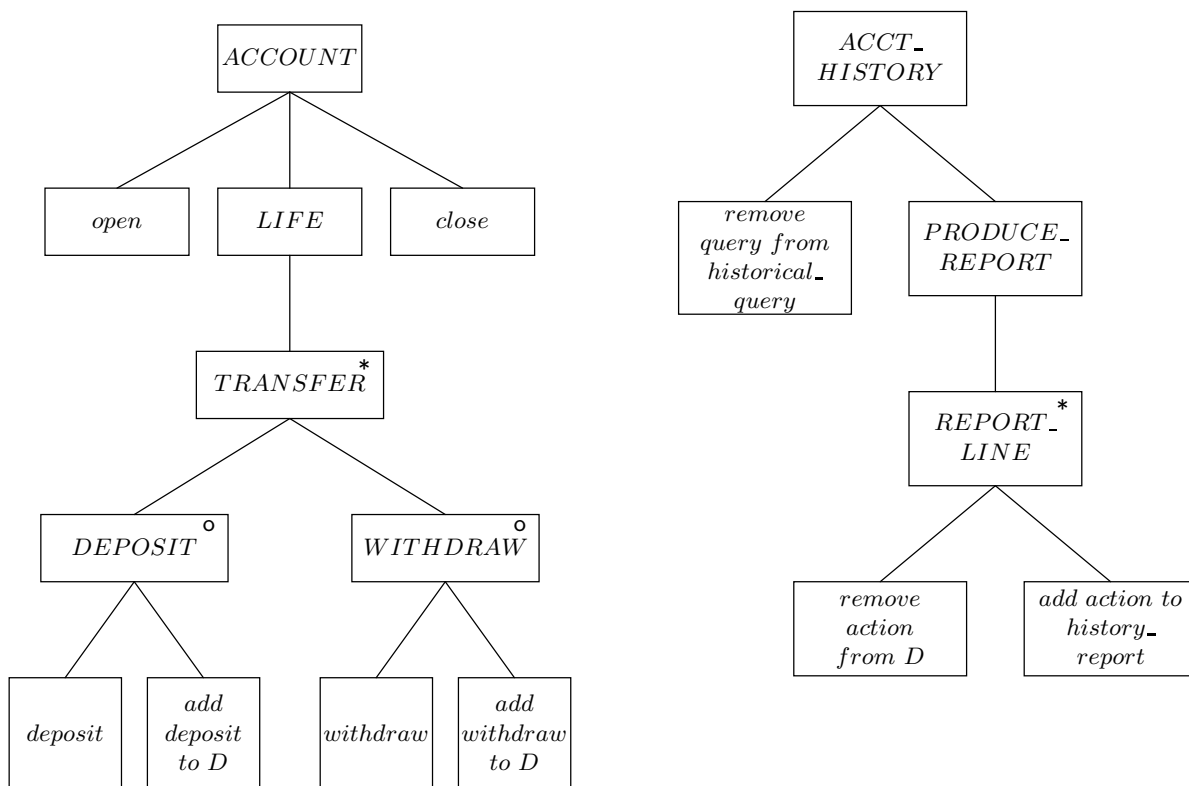 ACCOUNT
open
LIFE
close
TRANSFER*
DEPOSIT o
WITHDRAW o
deposit
add
deposit
to D
withdraw
add
withdraw
to D
ACCT_
HISTORY
remove
query from
historical_
query
PRODUCE_
REPORT
REPORT_ *
LINE
remove
action
from D
add action to
history_
report